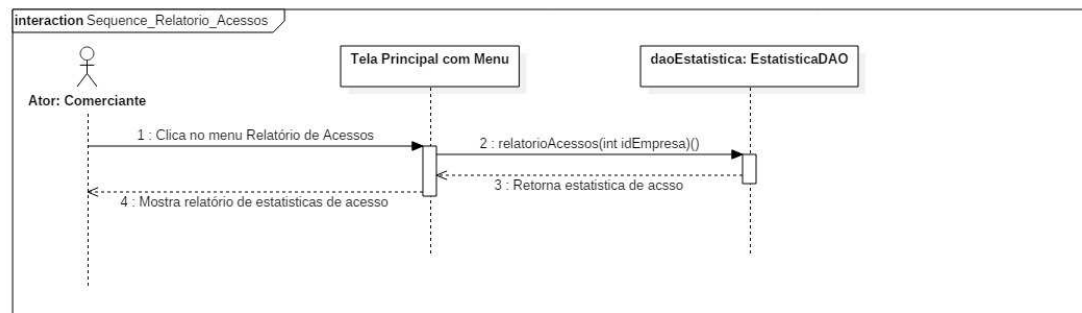 interaction Sequence_Relatorio_Acessos
Ator: Comerciante
Tela Principal com Menu
daoEstatistica: EstatisticaDAO
1 : Clica no menu Relatório de Acessos
2 : relatorioAcessos(int idEmpresa)()
3 : Retorna estatistica de acsso
4 : Mostra relatório de estatisticas de acesso